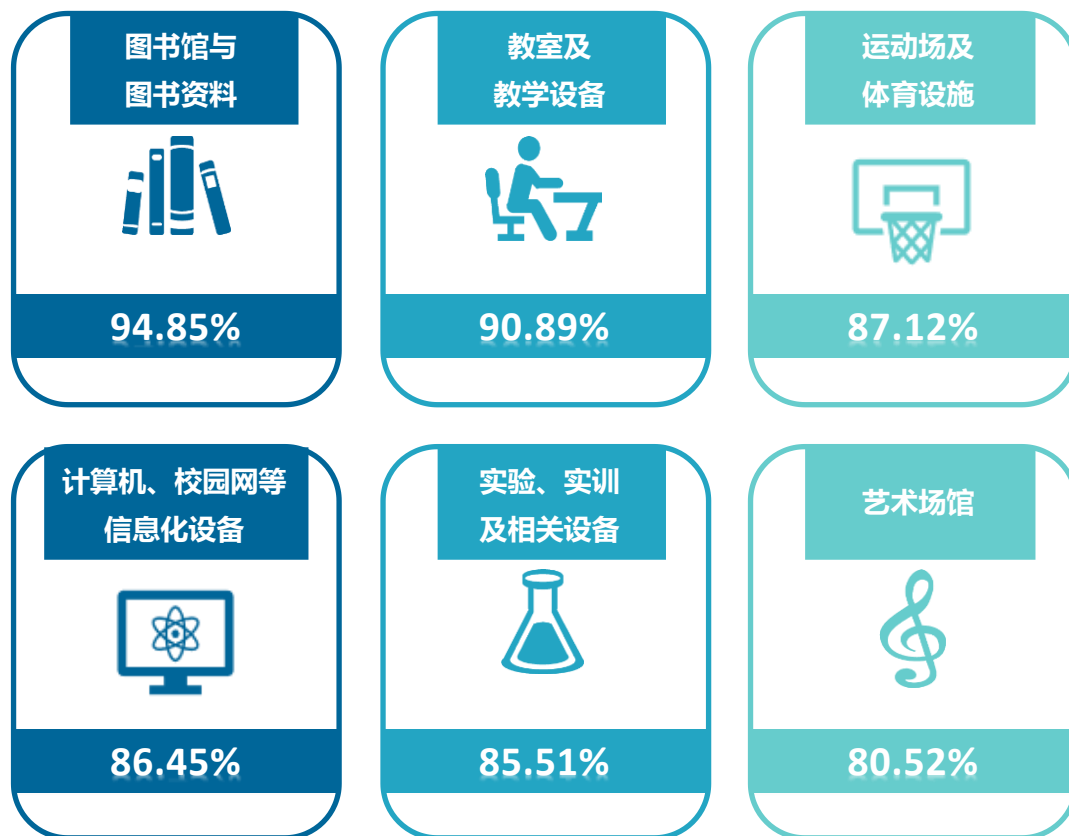 图书馆与
图书资料
94.85%
教室及
教学设备
90.89%
运动场及
体育设施
87.12%
计算机、校园网等
信息化设备
86.45%
实验、实训
及相关设备
85.51%
艺术场馆
80.52%